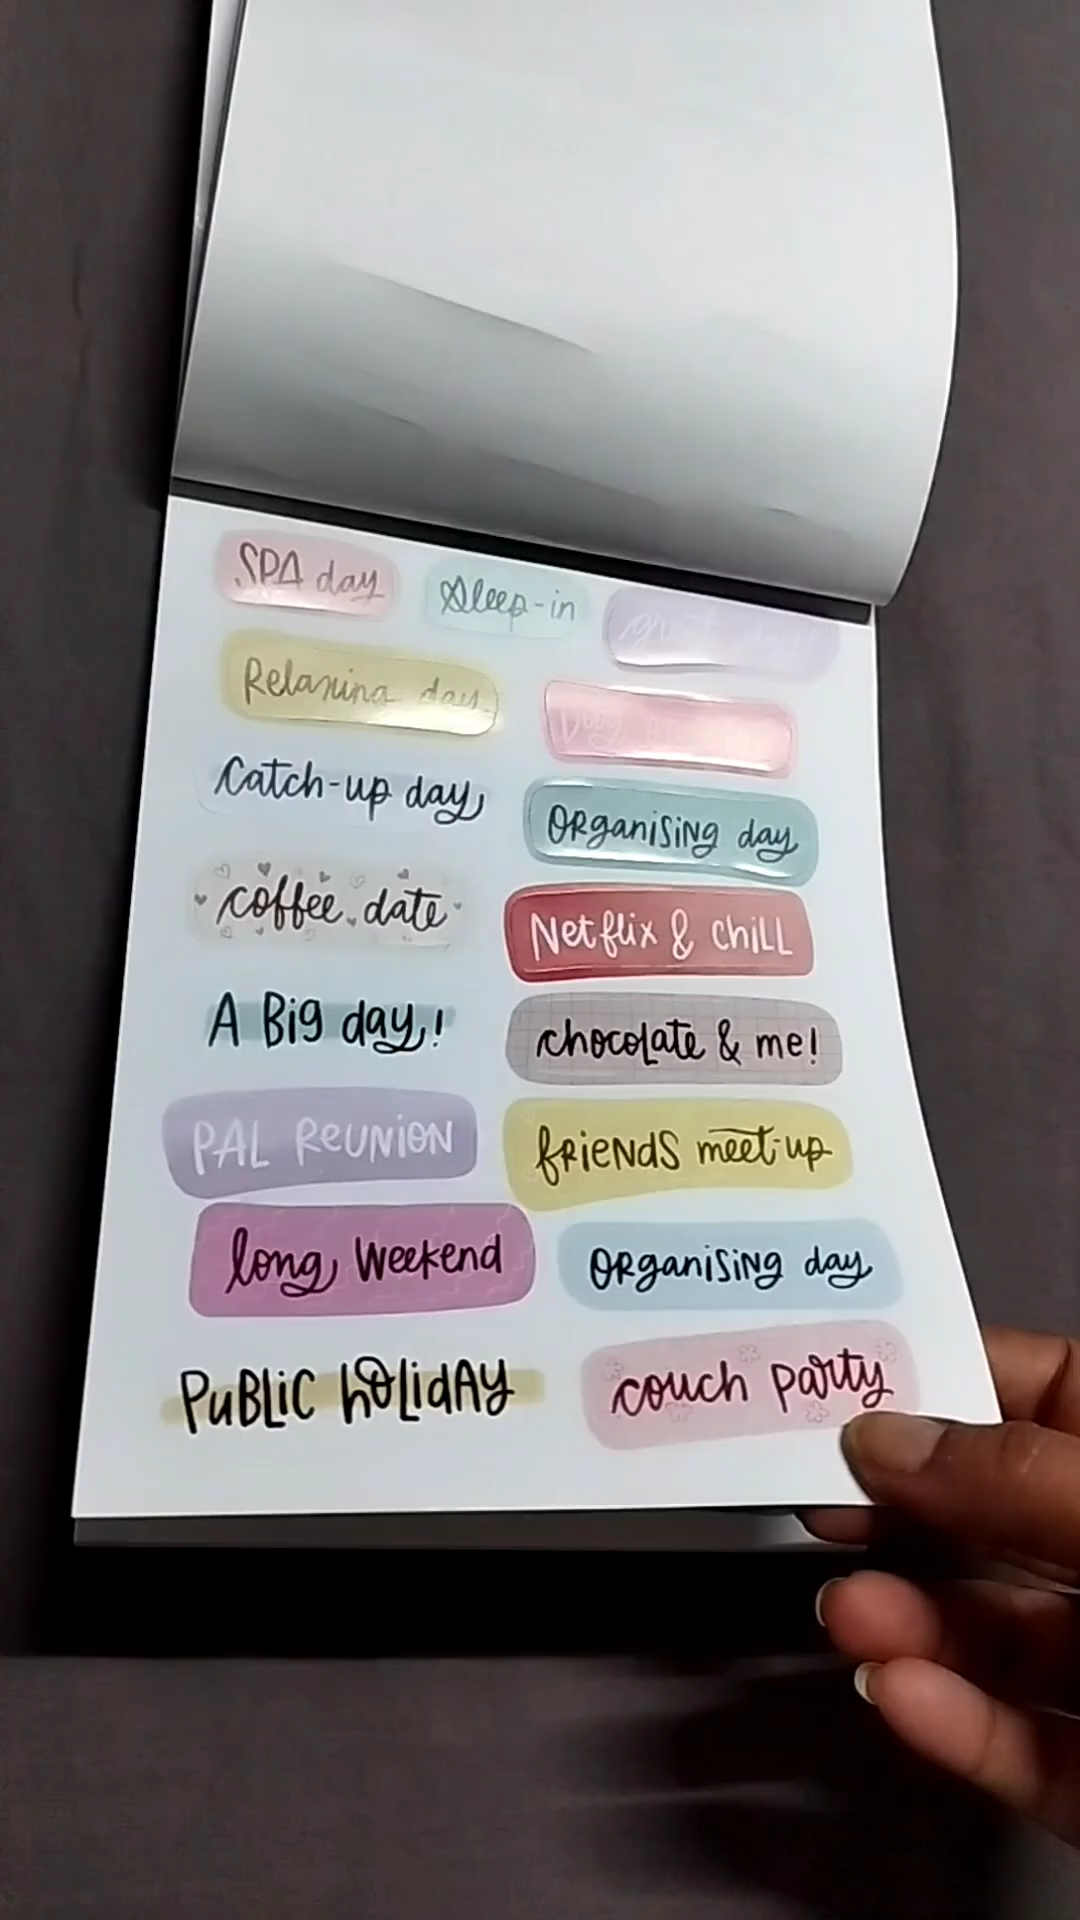 SPA day
Sleep-in
Relaxing day
Catch-up day
ORganiSiNg day
coffee date
Netflix & chiLL
A Big day!
chocolate & me!
PAL ReUNiON
fRieNdS meet-up
long Weekend
ORganiSiNg day
PuBLiC hOLidAy
couch party